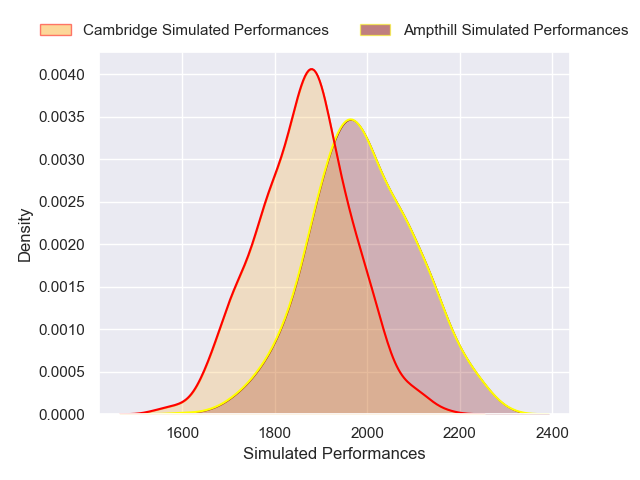 Cambridge Simulated Performances Ampthill Simulated Performances
0.0040
0.0035
0.0030
0.0025
0.0020
0.0015
0.0010
0.0005
0.0000
Density
1600 1800 2000 2200 2400
Simulated Performances